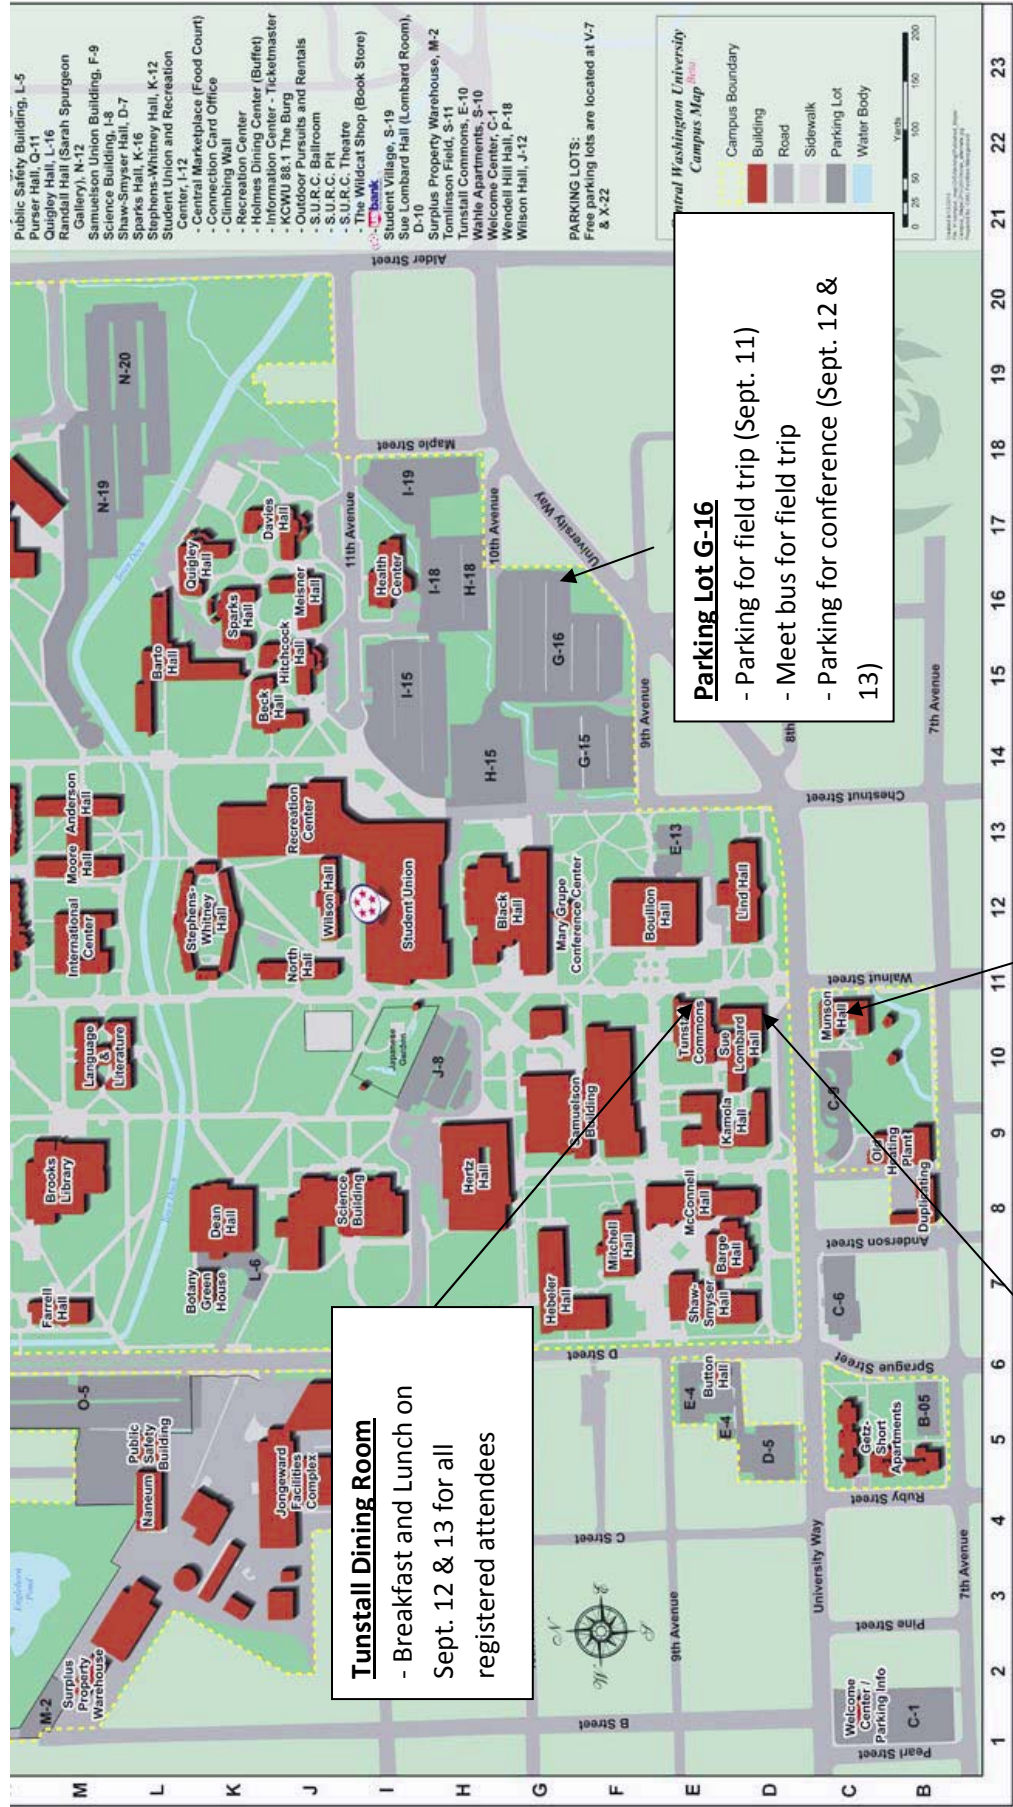 Public Safety Building, L-5
Purser Hall, Q-11
Quigley Hall, L-16
Randall Hall (Sarah Spurgeon
Gallery), N-12
Samuelson Union Building, F-9
Science Building, I-8
Shaw-Smyser Hall, D-7
Sparks Hall, K-16
Stephens-Whitney Hall, K-12
Student Union and Recreation
Center, I-12
- Central Marketplace (Food Court)
- Connection Card Office
- Climbing Wall
- Recreation Center
- Holmes Dining Center (Buffet)
- Information Center - Ticketmaster
- KCWU 88.1 The Burg
- Outdoor Pursuits and Rentals
- S.U.R.C. Ballroom
- S.U.R.C. Pit
- S.U.R.C. Theatre
- The Wildcat Shop (Book Store)
- usbank
Student Village, S-19
Sue Lombard Hall (Lombard Room),
D-10
Surplus Property Warehouse, M-2
Tomlinson Field, S-11
Tunstall Commons, E-10
Wahle Apartments, S-10
Welcome Center, C-1
Wendell Hill Hall, P-18
Wilson Hall, J-12
PARKING LOTS:
Free parking lots are located at V-7
& X-22
Central Washington University
Campus Map Beta
Campus Boundary
Building
Road
Sidewalk
Parking Lot
Water Body
0 25 50 100 150 200
Yards
Parking Lot G-16
- Parking for field trip (Sept. 11)
- Meet bus for field trip
- Parking for conference (Sept. 12 &
13)
Tunstall Dining Room
- Breakfast and Lunch on
Sept. 12 & 13 for all
registered attendees
N-20
N-19
Alder Street
Maple Street
I-19
11th Avenue
10th Avenue
University Way
Davies
Hall
Quigley
Hall
Sparks
Hall
Meisner
Hall
Hitchcock
Hall
Beck
Hall
Barto
Hall
Health
Center
I-18
H-18
G-16
I-15
H-15
G-15
9th Avenue
8th
7th Avenue
Chestnut Street
Anderson
Hall
Moore
Hall
International
Center
Stephens-
Whitney
Hall
Recreation
Center
Wilson Hall
North
Hall
Student Union
Black
Hall
Mary Grupe
Conference Center
Bouillion
Hall
E-13
Lind Hall
Walnut Street
Munson
Hall
Language
&
Literature
Japanese
Garden
J-8
Samuelson
Building
Tunstall
Commons
Sue
Lombard
Hall
Kamola
Hall
C-9
Old
Heating
Plant
Duplicating
Brooks
Library
Dean
Hall
Science
Building
Hertz
Hall
Mitchell
Hall
McConnell
Hall
Barge
Hall
Shaw-
Smyser
Hall
Hebeler
Hall
Anderson Street
C-6
Farrell
Hall
Botany
Green
House
L-6
D Street
Sprague Street
O-5
Public
Safety
Building
Naneum
Jongeward
Facilities
Complex
E-4
Button
Hall
E-4
D-5
Getz-
Short
Apartments
B-05
Ruby Street
C Street
University Way
9th Avenue
7th Avenue
Pine Street
N
E
S
W
Surplus
Property
Warehouse
M-2
B Street
Welcome
Center /
Parking Info
C-1
Pearl Street
M L K J I H G F E D C B
1 2 3 4 5 6 7 8 9 10 11 12 13 14 15 16 17 18 19 20 21 22 23